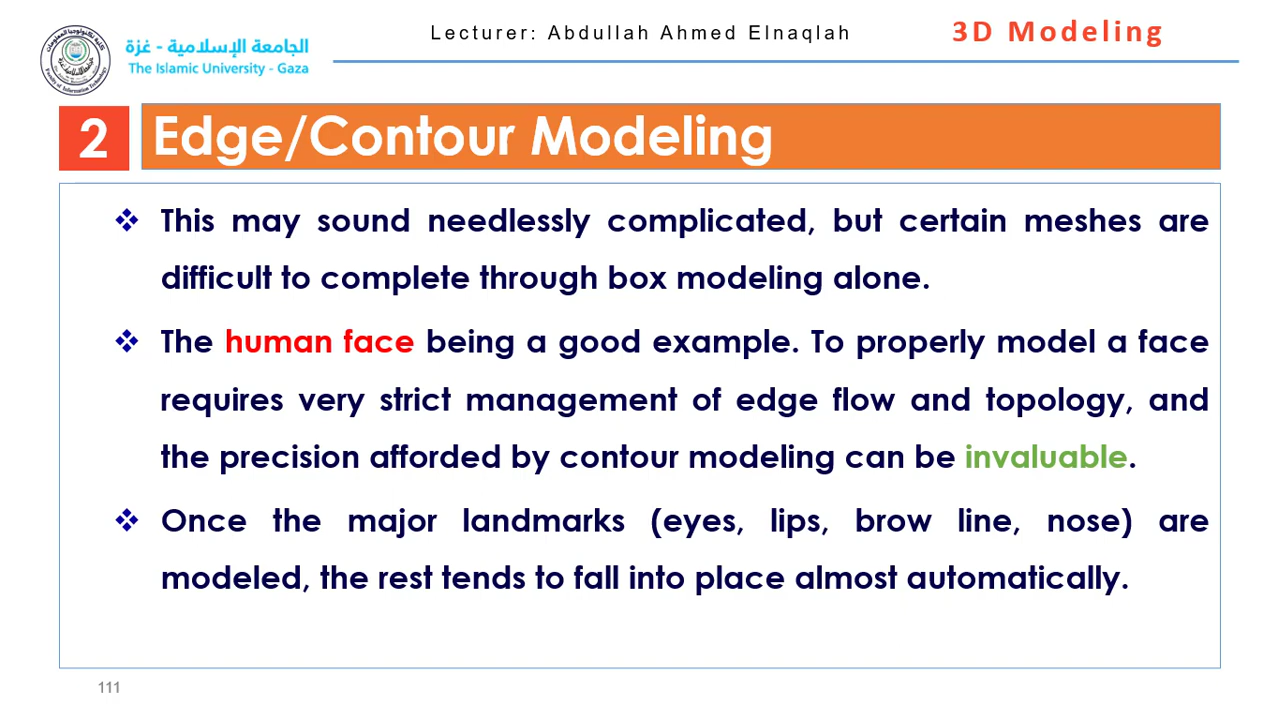 Lecturer: Abdullah Ahmed Elnaqlah
3D Modeling
الجامعة الإسلامية - غزة
The Islamic University - Gaza
2
Edge/Contour Modeling
This may sound needlessly complicated, but certain meshes are
difficult to complete through box modeling alone.
The human face being a good example. To properly model a face
requires very strict management of edge flow and topology, and
the precision afforded by contour modeling can be invaluable.
Once the major landmarks (eyes, lips, brow line, nose) are
modeled, the rest tends to fall into place almost automatically.
111